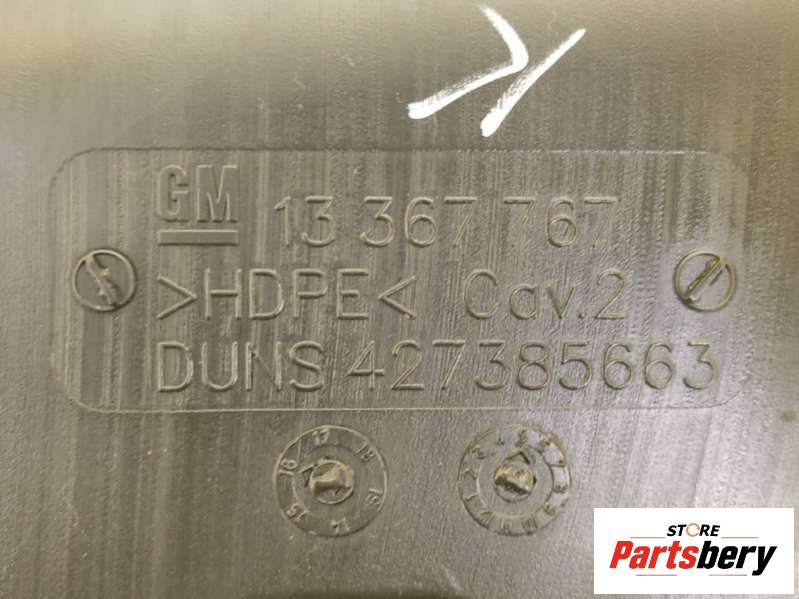 GM 13 367 767
>HDPE< Cav.2
DUNS 427385663
STORE
Partsbery